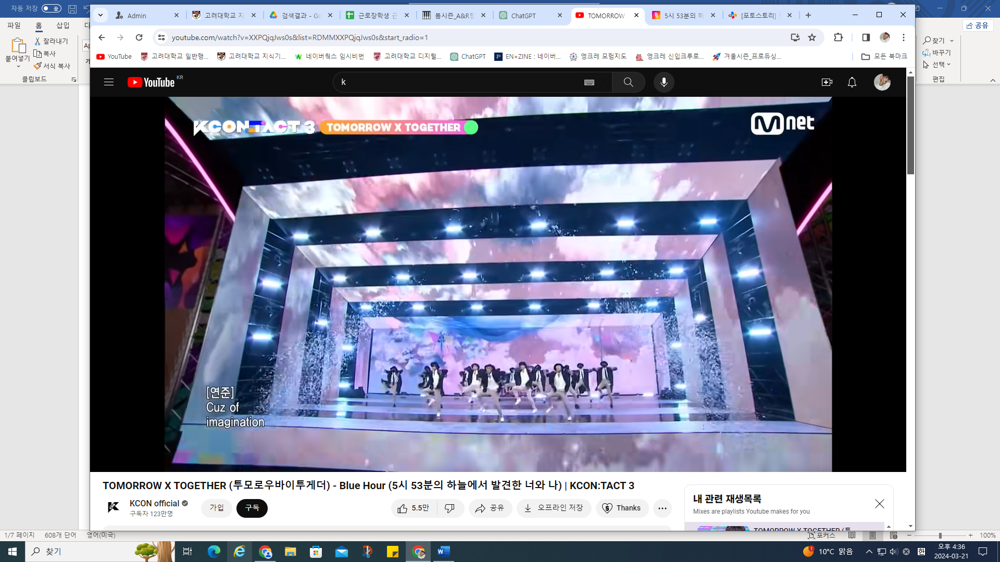 자동 저장 끔
파일 홈 삽입
공유
붙여넣기
잘라내기
복사
서식 복사
클립보드
찾기
바꾸기
선택
편집
Admin
고려대학교 지
검색결과 - Go
근로장학생 근
봄시즌_A&R팀
ChatGPT
TOMORROW
5시 53분의 하
[포토스토리]
youtube.com/watch?v=XXPQjqJws0s&list=RDMMXXPQjqJws0s&start_radio=1
YouTube
고려대학교 일반행...
고려대학교 지식기...
네이버웍스 임시비번
고려대학교 디지털...
ChatGPT
EN+ZINE : 네이버...
엥크레 모험지도
엥크레 신입크루로...
겨울시즌_프로듀싱...
모든 북마크
YouTube KR
k
KCON:TACT 3
TOMORROW X TOGETHER
Mnet
[연준]
Cuz of
imagination
TOMORROW X TOGETHER (투모로우바이투게더) - Blue Hour (5시 53분의 하늘에서 발견한 너와 나) | KCON:TACT 3
KCON official
구독자 123만명
가입
구독
5.5만
공유
오프라인 저장
Thanks
내 관련 재생목록
Mixes are playlists Youtube makes for you
TOMORROW X TOGETHER (투
1/7 페이지 608개 단어 영어(미국)
포커스
100%
찾기
10°C 맑음
한
오후 4:36
2024-03-21